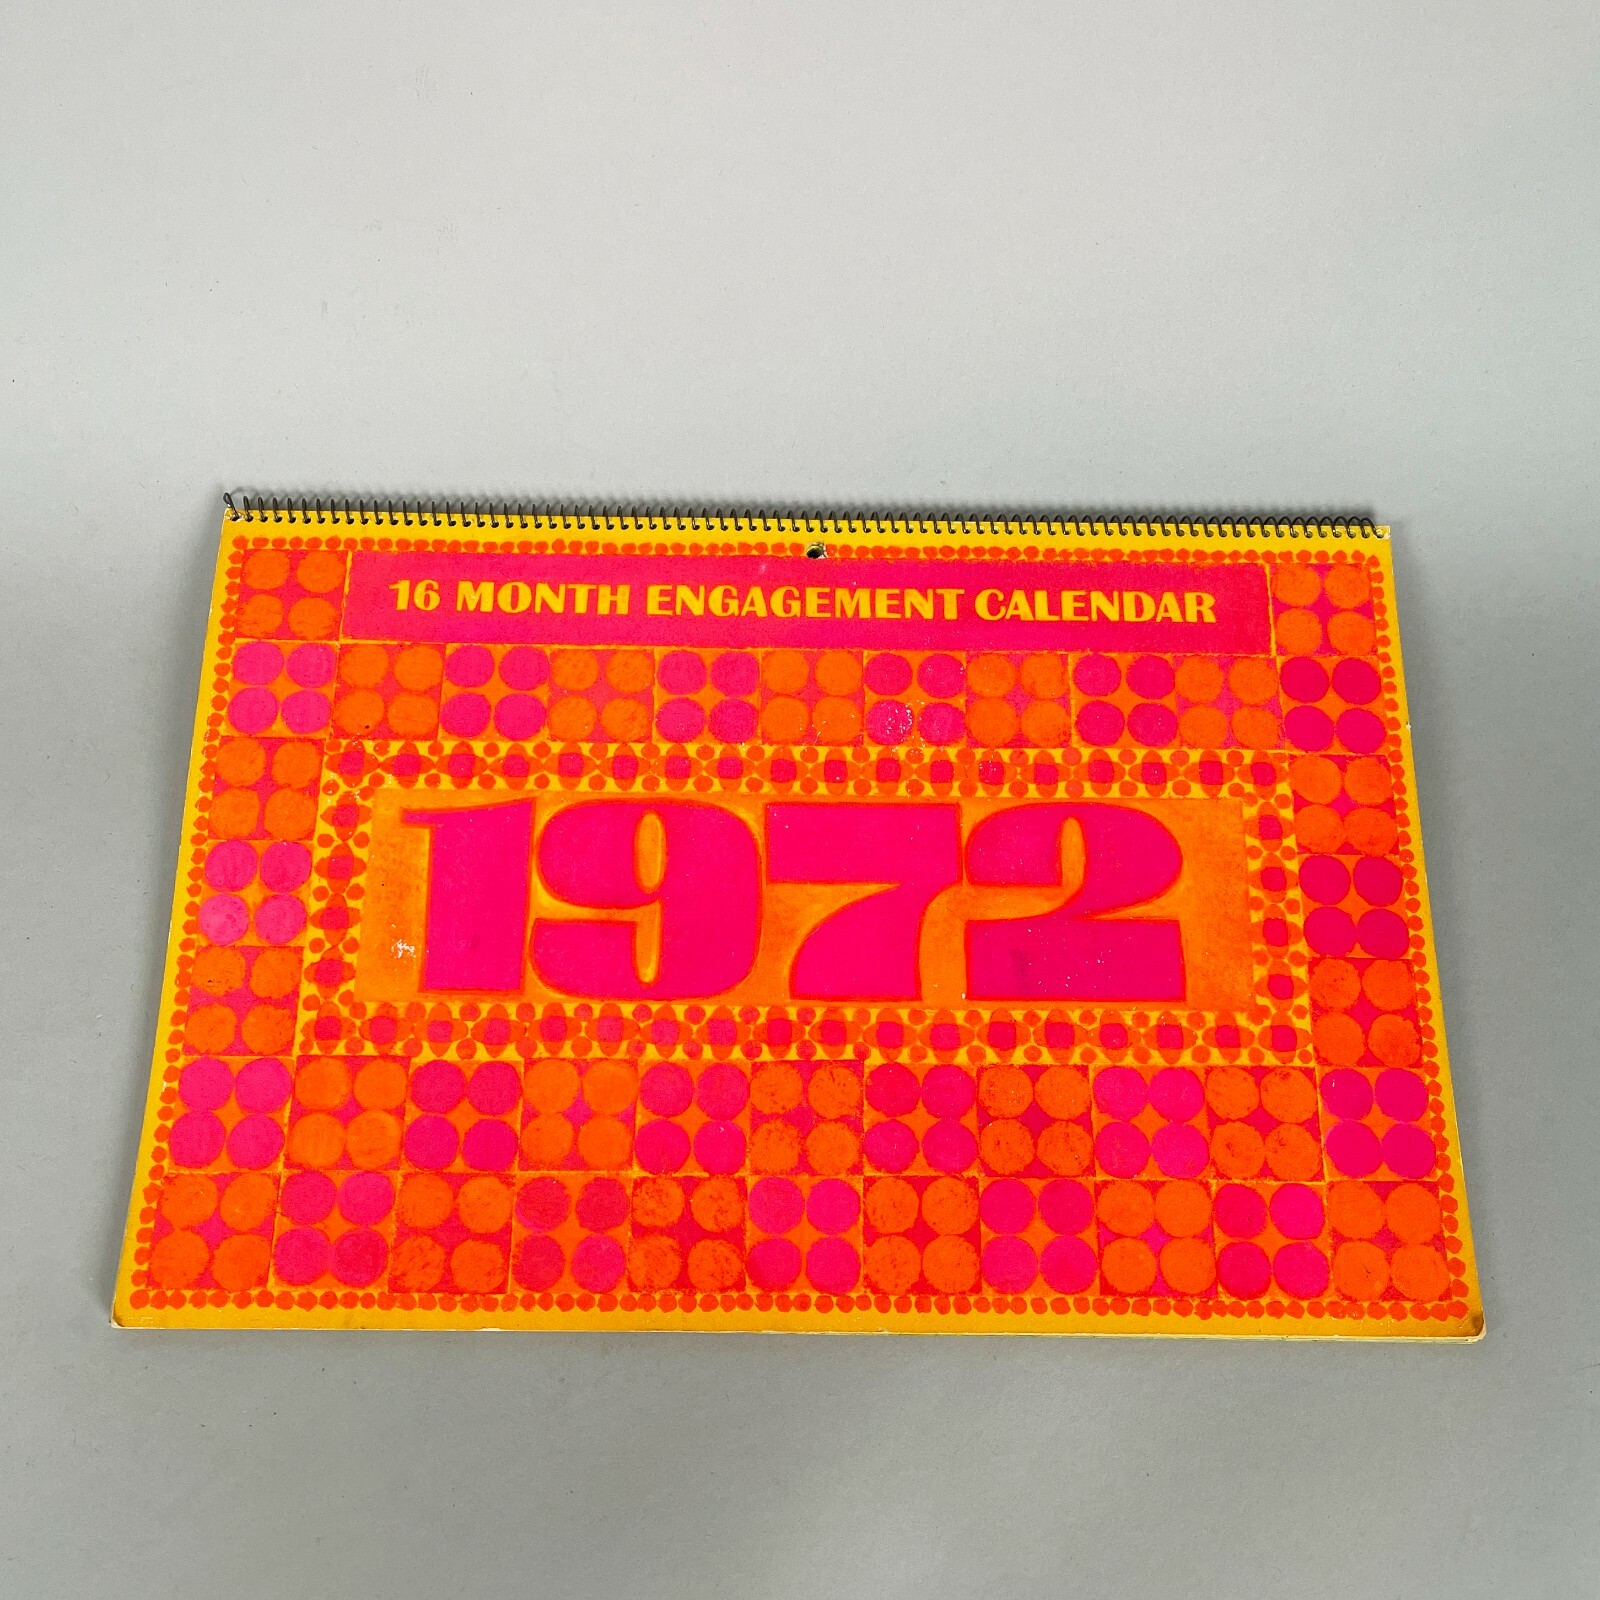 16 MONTH ENGAGEMENT CALENDAR
1972